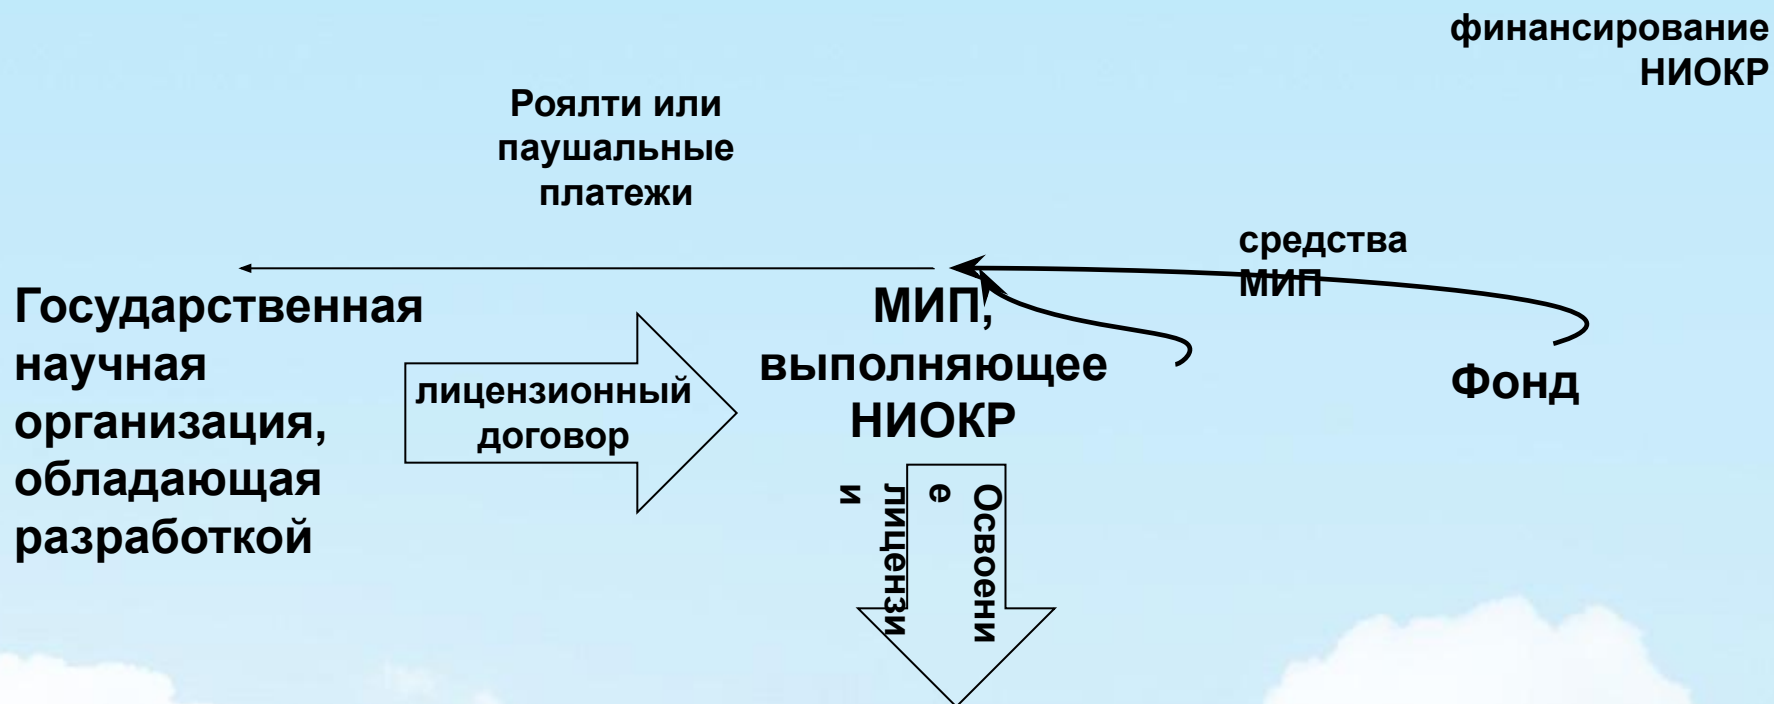 финансирование
НИОКР
Роялти или
паушальные
платежи
средства
МИП
Государственная
научная
организация,
обладающая
разработкой
лицензионный
договор
МИП,
выполняющее
НИОКР
Фонд
Освоени
е
лицензи
и